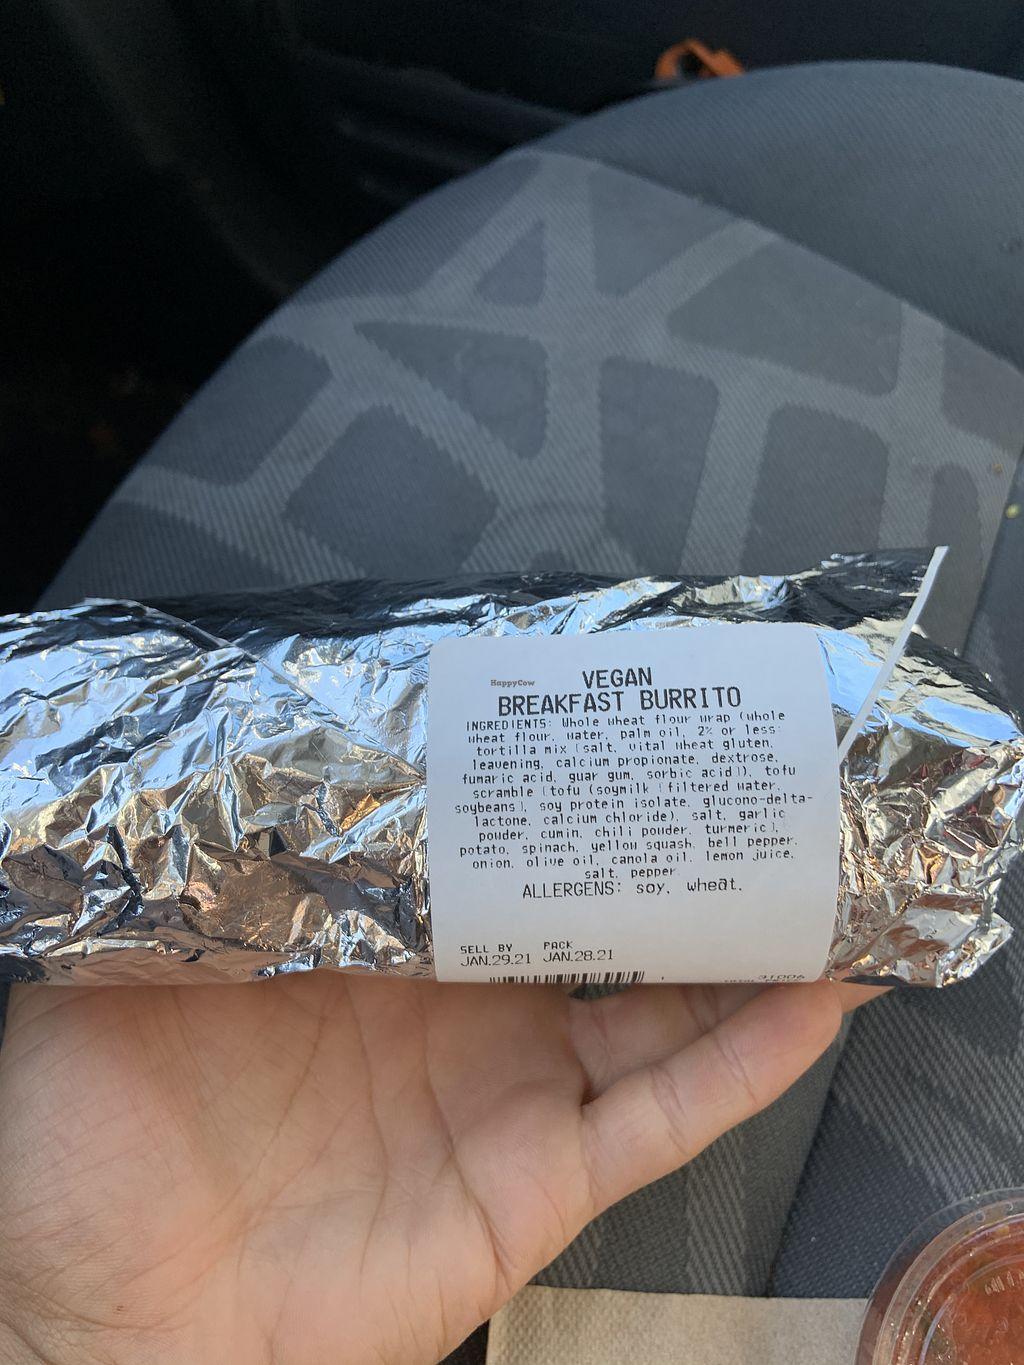 HappyCow
VEGAN
BREAKFAST BURRITO
INGREDIENTS: Whole wheat flour wrap (whole
wheat flour, water, palm oil, 2% or less:
tortilla mix (salt, vital wheat gluten,
leavening, calcium propionate, dextrose,
fumaric acid, guar gum, sorbic acid)), tofu
scramble (tofu (soymilk (filtered water,
soybeans), soy protein isolate, glucono-delta-
lactone, calcium chloride), salt, garlic
powder, cumin, chili powder, turmeric),
potato, spinach, yellow squash, bell pepper,
onion, olive oil, canola oil, lemon juice,
salt, pepper.
ALLERGENS: soy, wheat.
SELL BY PACK
JAN.29.21 JAN.28.21
31006